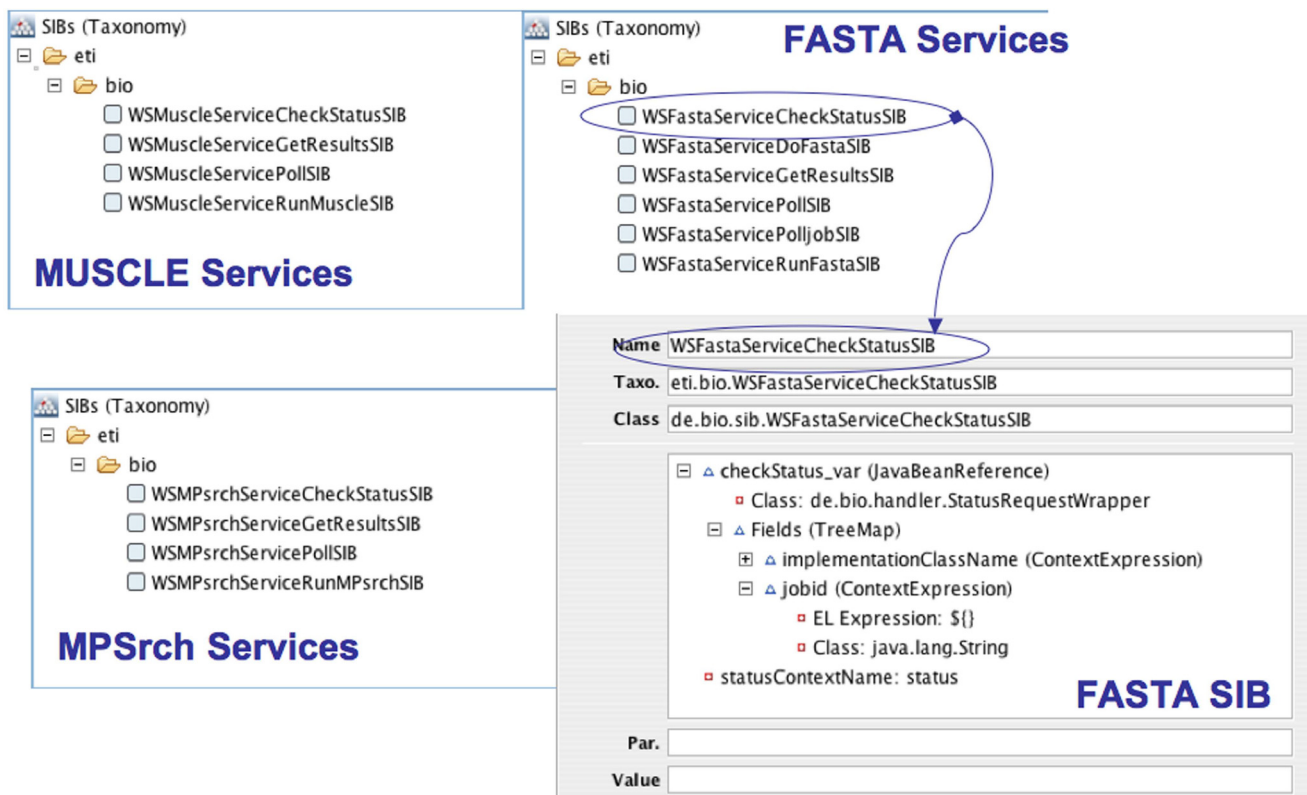 SIBs (Taxonomy)
eti
bio
WSMuscleServiceCheckStatusSIB
WSMuscleServiceGetResultsSIB
WSMuscleServicePollSIB
WSMuscleServiceRunMuscleSIB
MUSCLE Services
SIBs (Taxonomy)
FASTA Services
eti
bio
WSFastaServiceCheckStatusSIB
WSFastaServiceDoFastaSIB
WSFastaServiceGetResultsSIB
WSFastaServicePollSIB
WSFastaServicePolljobSIB
WSFastaServiceRunFastaSIB
SIBs (Taxonomy)
eti
bio
WSMPsrchServiceCheckStatusSIB
WSMPsrchServiceGetResultsSIB
WSMPsrchServicePollSIB
WSMPsrchServiceRunMPsrchSIB
MPSrch Services
Name WSFastaServiceCheckStatusSIB
Taxo. eti.bio.WSFastaServiceCheckStatusSIB
Class de.bio.sib.WSFastaServiceCheckStatusSIB
checkStatus_var (JavaBeanReference)
Class: de.bio.handler.StatusRequestWrapper
Fields (TreeMap)
implementationClassName (ContextExpression)
jobid (ContextExpression)
EL Expression: ${}
Class: java.lang.String
statusContextName: status
FASTA SIB
Par.
Value